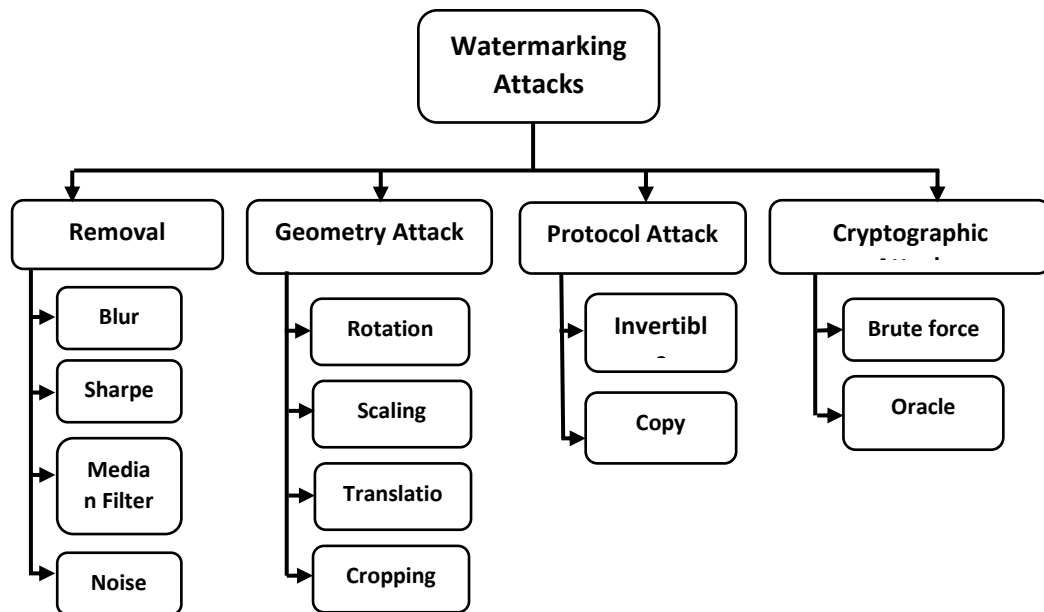 Watermarking
Attacks
Removal
Geometry Attack
Protocol Attack
Cryptographic
Blur
Sharpe
Media
n Filter
Noise
Rotation
Scaling
Translatio
Cropping
Invertibl
Copy
Brute force
Oracle